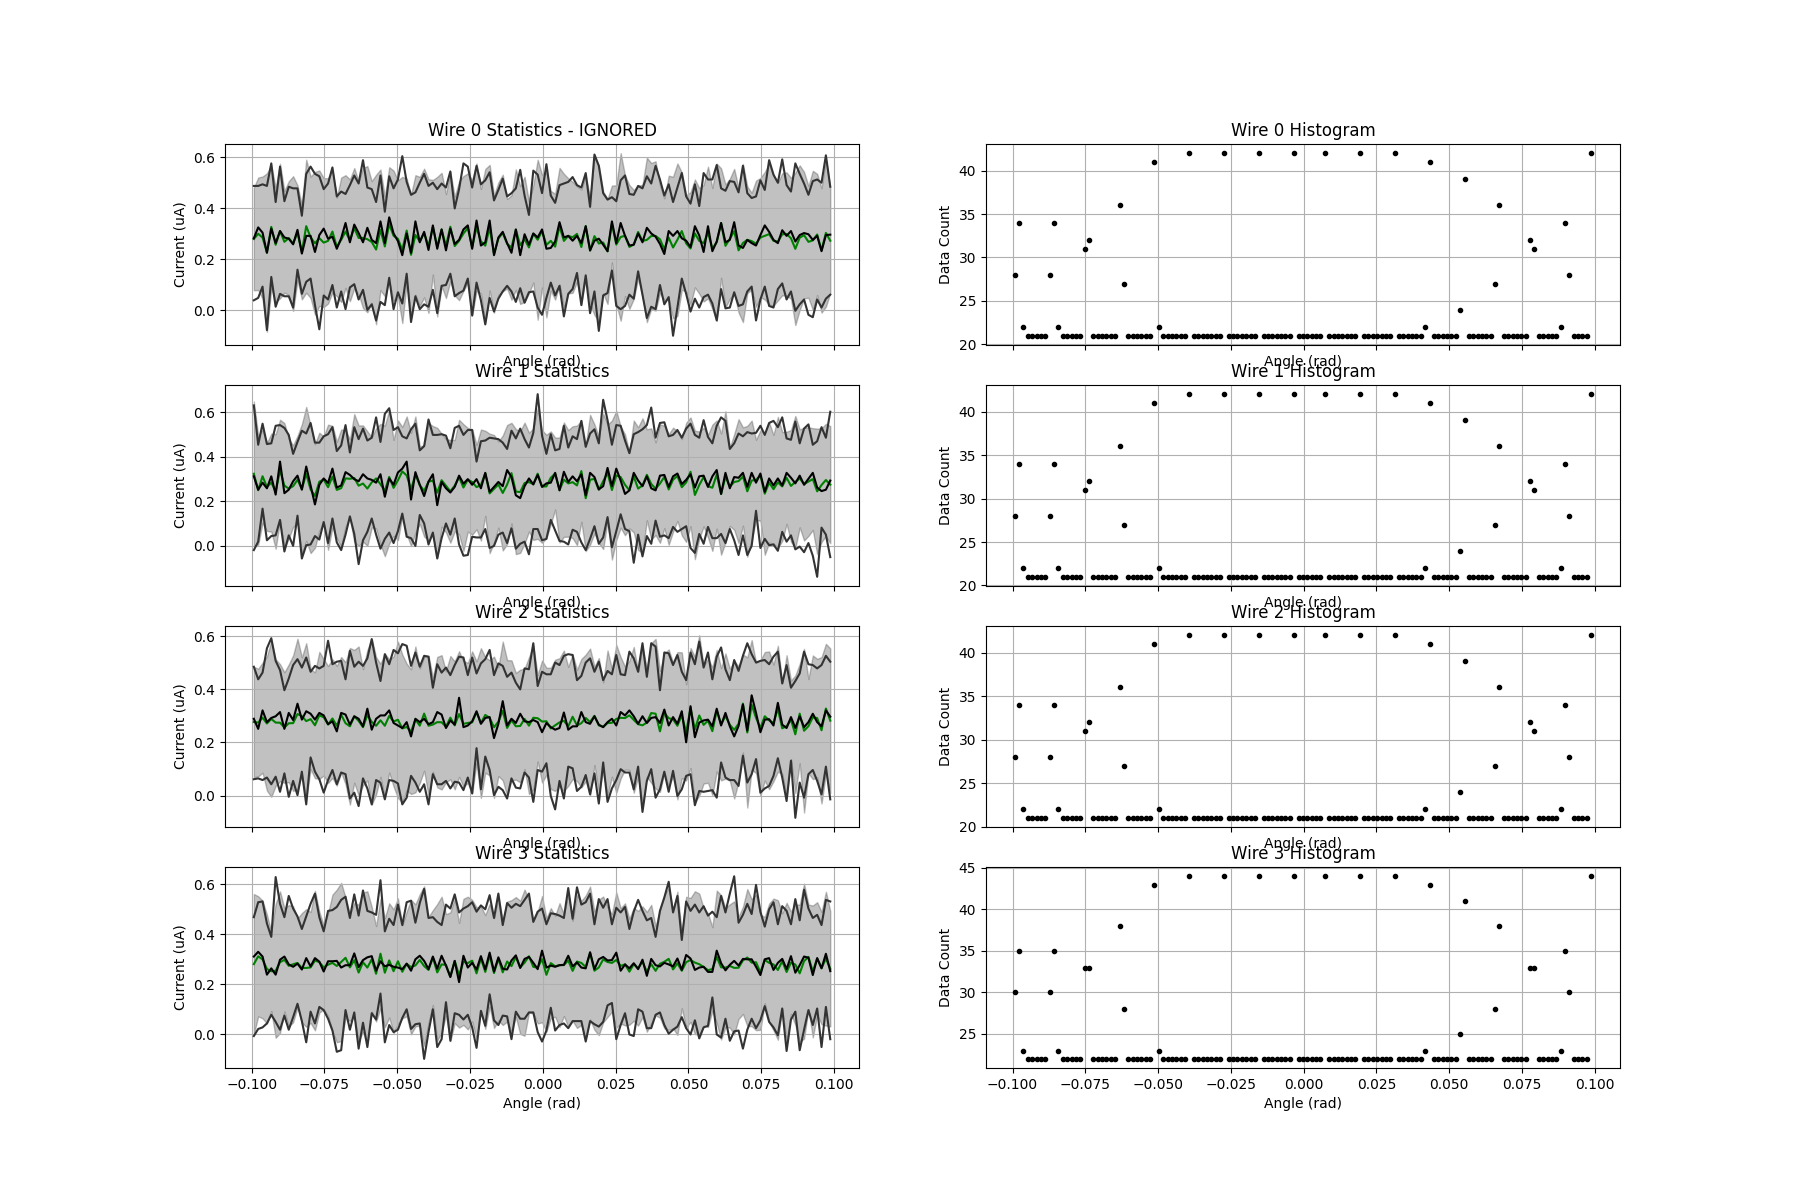 Wire 0 Statistics - IGNORED
Current (uA)
0.6
0.4
0.2
0.0
Angle (rad)
Wire 0 Histogram
Data Count
40
35
30
25
20
Angle (rad)
Wire 1 Statistics
Current (uA)
0.6
0.4
0.2
0.0
Angle (rad)
Wire 1 Histogram
Data Count
40
35
30
25
20
Angle (rad)
Wire 2 Statistics
Current (uA)
0.6
0.4
0.2
0.0
Angle (rad)
Wire 2 Histogram
Data Count
40
35
30
25
20
Angle (rad)
Wire 3 Statistics
Current (uA)
0.6
0.4
0.2
0.0
−0.100 −0.075 −0.050 −0.025 0.000 0.025 0.050 0.075 0.100
Angle (rad)
Wire 3 Histogram
Data Count
45
40
35
30
25
−0.100 −0.075 −0.050 −0.025 0.000 0.025 0.050 0.075 0.100
Angle (rad)